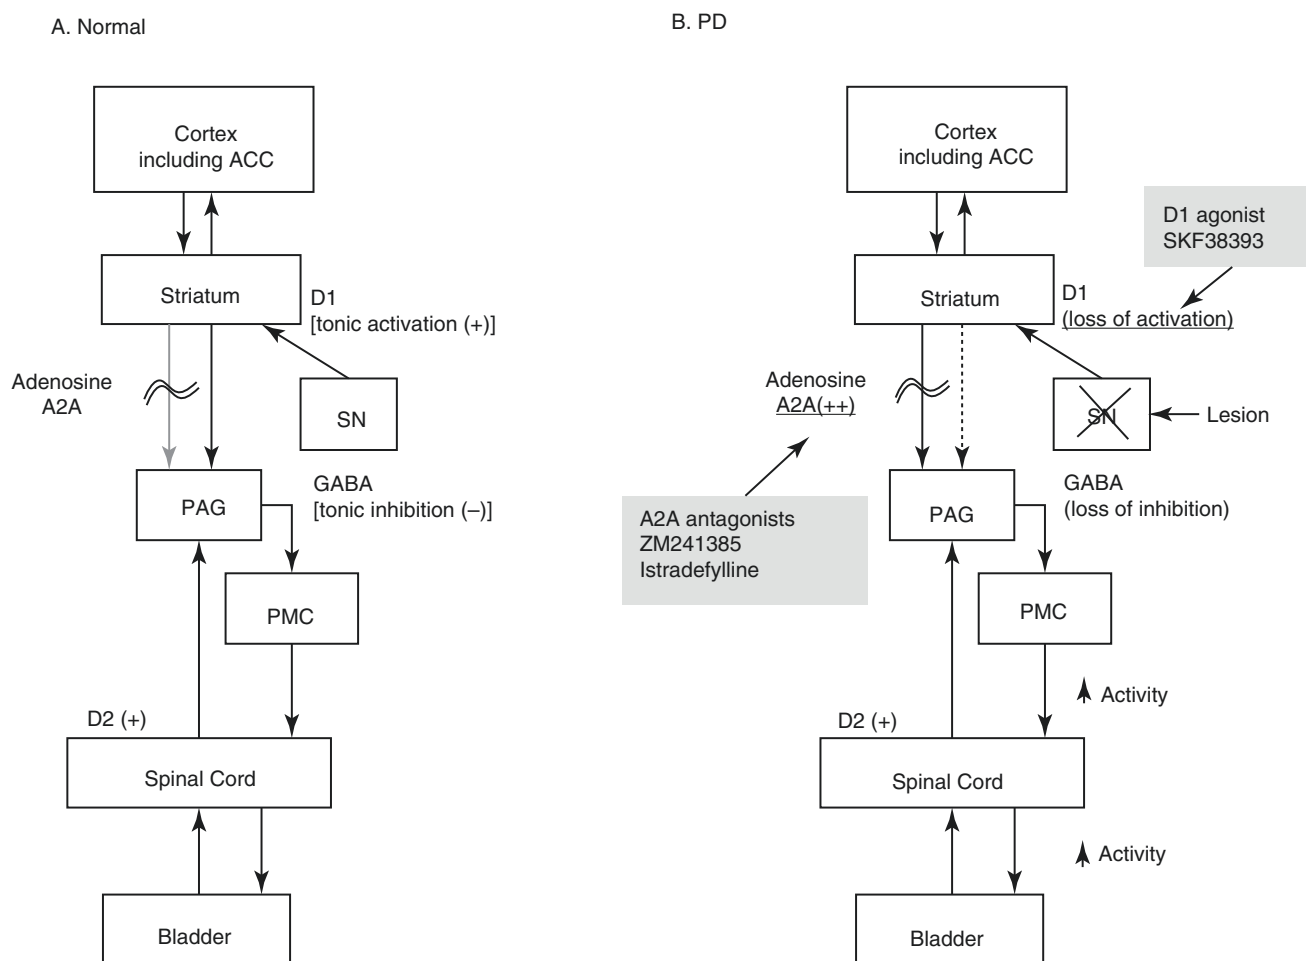 A. Normal
Cortex
including ACC
Striatum
D1
[tonic activation (+)]
Adenosine
A2A
SN
GABA
[tonic inhibition (–)]
PAG
PMC
D2 (+)
Spinal Cord
Bladder
B. PD
Cortex
including ACC
D1 agonist
SKF38393
Striatum
D1
(loss of activation)
Adenosine
A2A(++)
SN
Lesion
GABA
(loss of inhibition)
A2A antagonists
ZM241385
Istradefylline
PAG
PMC
Activity
D2 (+)
Spinal Cord
Activity
Bladder